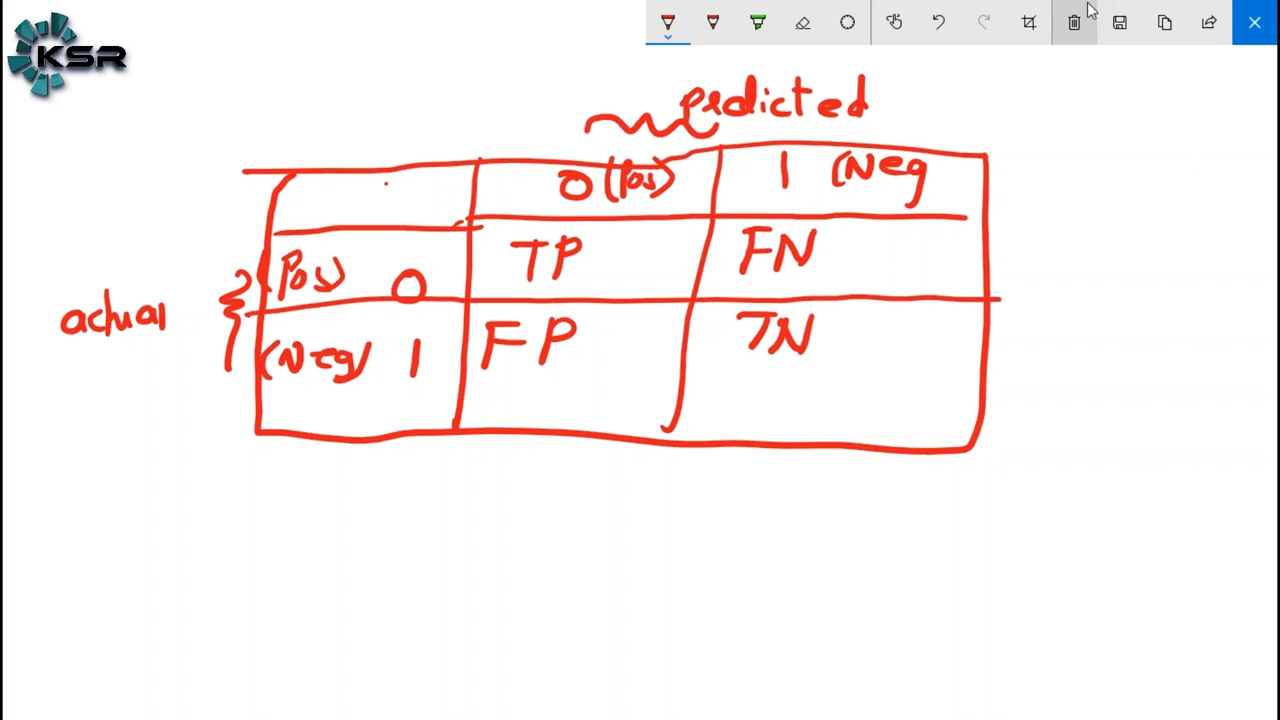 KSR
predicted
0 (Pos) 1 (Neg
(Pos) 0 TP FN
actual
(Neg) 1 FP TN